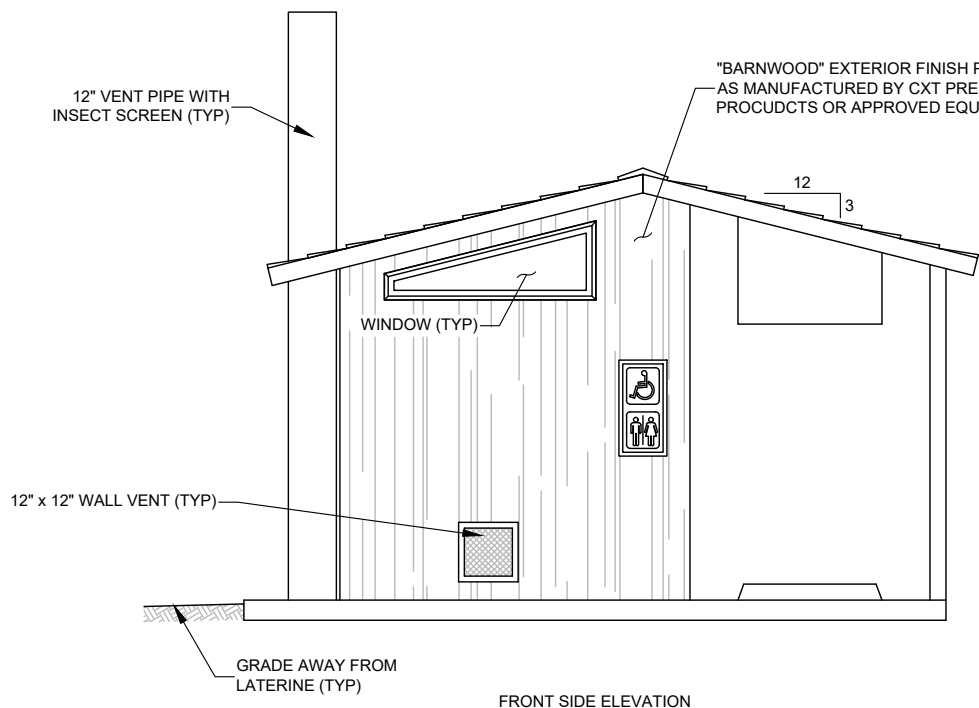 12" VENT PIPE WITH
INSECT SCREEN (TYP)
"BARNWOOD" EXTERIOR FINISH
AS MANUFACTURED BY CXT
PROCUDCTS OR APPROVED
12
3
WINDOW (TYP)
12" x 12" WALL VENT (TYP)
GRADE AWAY FROM
LATERINE (TYP)
FRONT SIDE ELEVATION